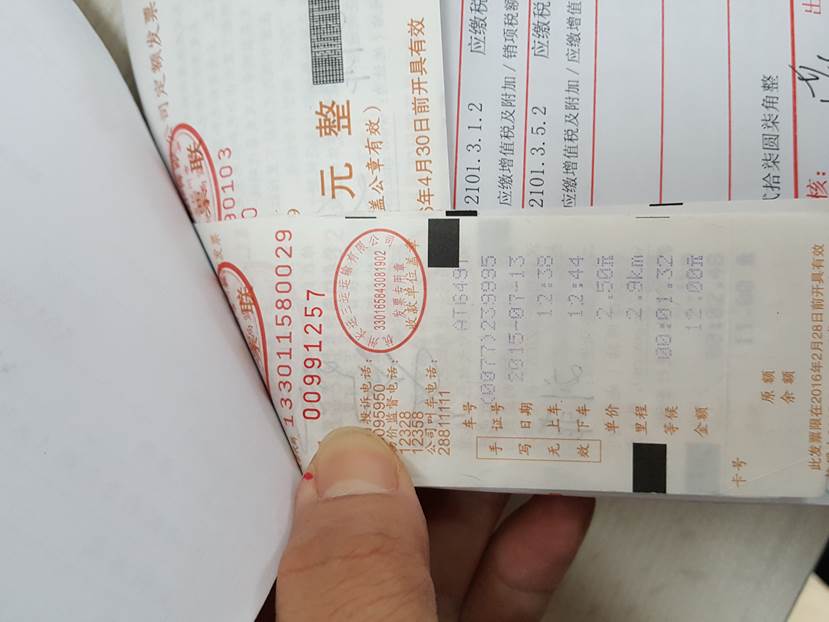 发票
联
133011580029
00991257
杭州长运三运运输有限公司
330165843081902
发票专用章
收款单位盖章
投诉电话:
95950
价监督电话:
12328
12358
公司叫车电话:
28811111
手写无效
车号 AT6491
证号 (0077)239995
日期 2015-07-13
上车 12:38
下车 12:44
单价 2.50元
里程 2.9km
等候 00:01.32
金额 12.00元
卡号
原额
余额
此发票限在2016年2月28日前开具有效
公司定额发票
票联
90103
0
9
元整
盖公章有效)
6年4月30日前开具有效
2101.3.1.2 应缴税
应缴增值税及附加/销项税额
2101.3.5.2 应缴税
应缴增值税及附加/应缴增值
拾柒圆柒角整
核:
出